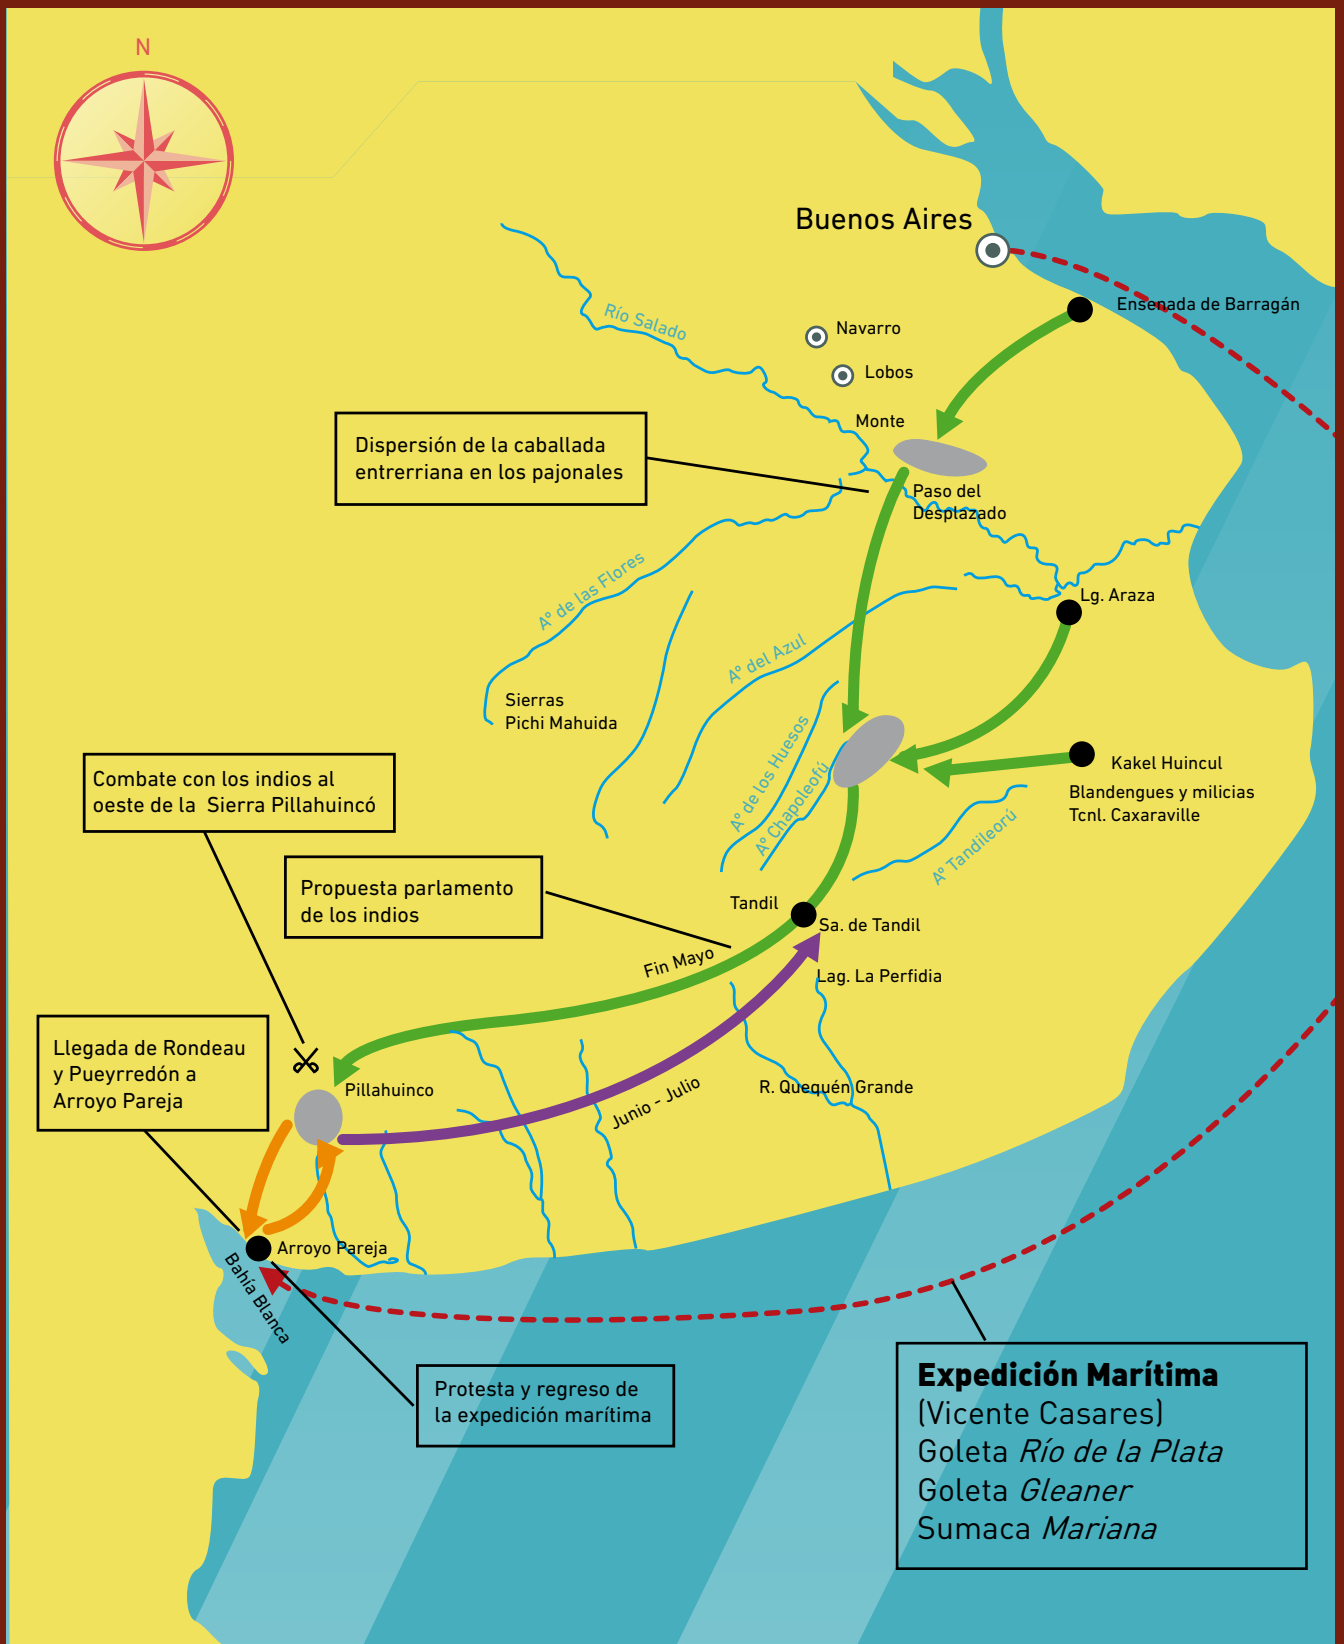 N
Buenos Aires
Ensenada de Barragán
Río Salado
Navarro
Lobos
Monte
Dispersión de la caballada
entrerriana en los pajonales
Paso del
Desplazado
Aº de las Flores
Lg. Araza
Aº del Azul
Sierras
Pichi Mahuida
Aº de los Huesos
Aº Chapoleofú
Kakel Huincul
Blandengues y milicias
Tcnl. Caxaraville
Combate con los indios al
oeste de la Sierra Pillahuincó
Aº Tandileorú
Propuesta parlamento
de los indios
Tandil
Sa. de Tandil
Fin Mayo
Lag. La Perfidia
Llegada de Rondeau
y Pueyrredón a
Arroyo Pareja
Pillahuinco
Junio - Julio
R. Quequén Grande
Arroyo Pareja
Bahía Blanca
Protesta y regreso de
la expedición marítima
Expedición Marítima
(Vicente Casares)
Goleta Río de la Plata
Goleta Gleaner
Sumaca Mariana